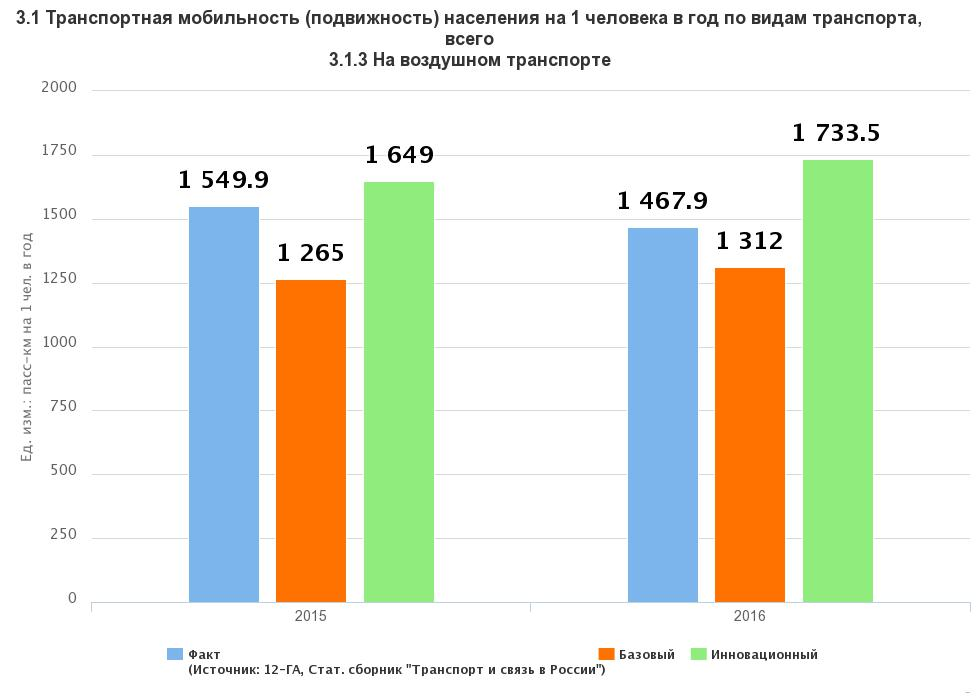 3.1 Транспортная мобильность (подвижность) населения на 1 человека в год по видам транспорта,
всего
3.1.3 На воздушном транспорте
Ед. изм.: пасс-км на 1 чел. в год
2000
1750
1500
1250
1000
750
500
250
0
1 549.9
1 265
1 649
1 467.9
1 312
1 733.5
2015
2016
Факт
(Источник: 12-ГА, Стат. сборник "Транспорт и связь в России")
Базовый
Инновационный